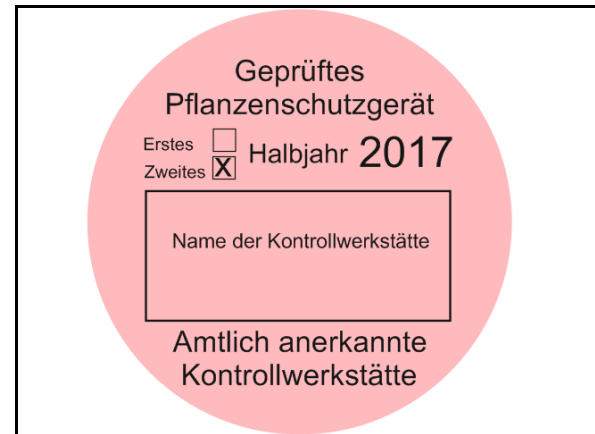 Geprüftes
Pflanzenschutzgerät
Erstes
Zweites X Halbjahr 2017
Name der Kontrollwerkstätte
Amtlich anerkannte
Kontrollwerkstätte